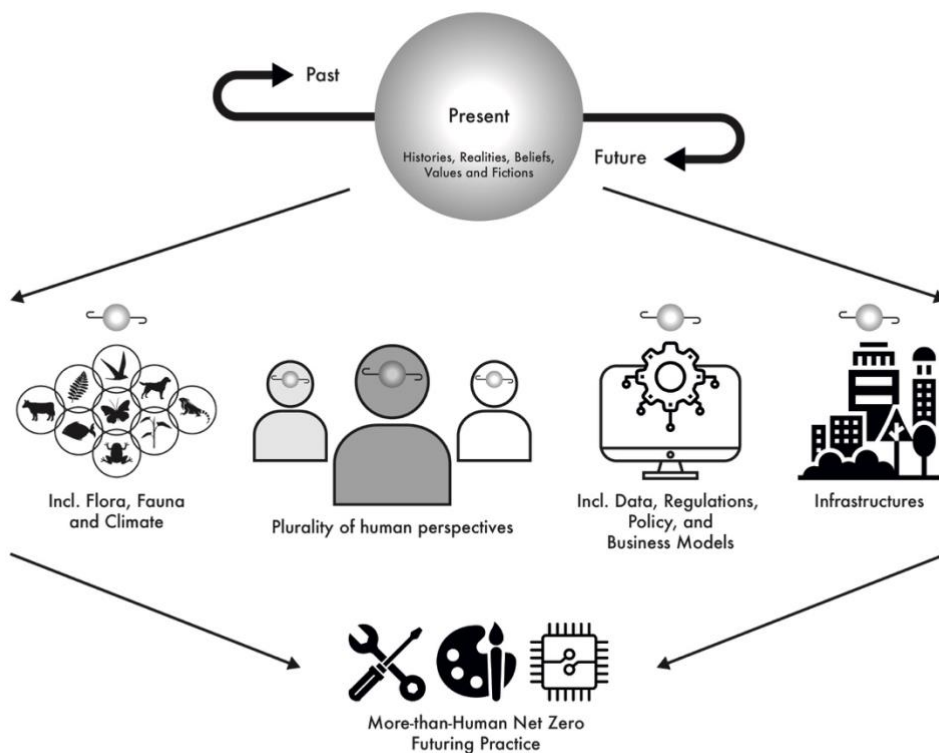 Past
Present
Histories, Realities, Beliefs,
Values and Fictions
Future
Incl. Flora, Fauna
and Climate
Plurality of human perspectives
Incl. Data, Regulations,
Policy, and
Business Models
Infrastructures
More-than-Human Net Zero
Futuring Practice